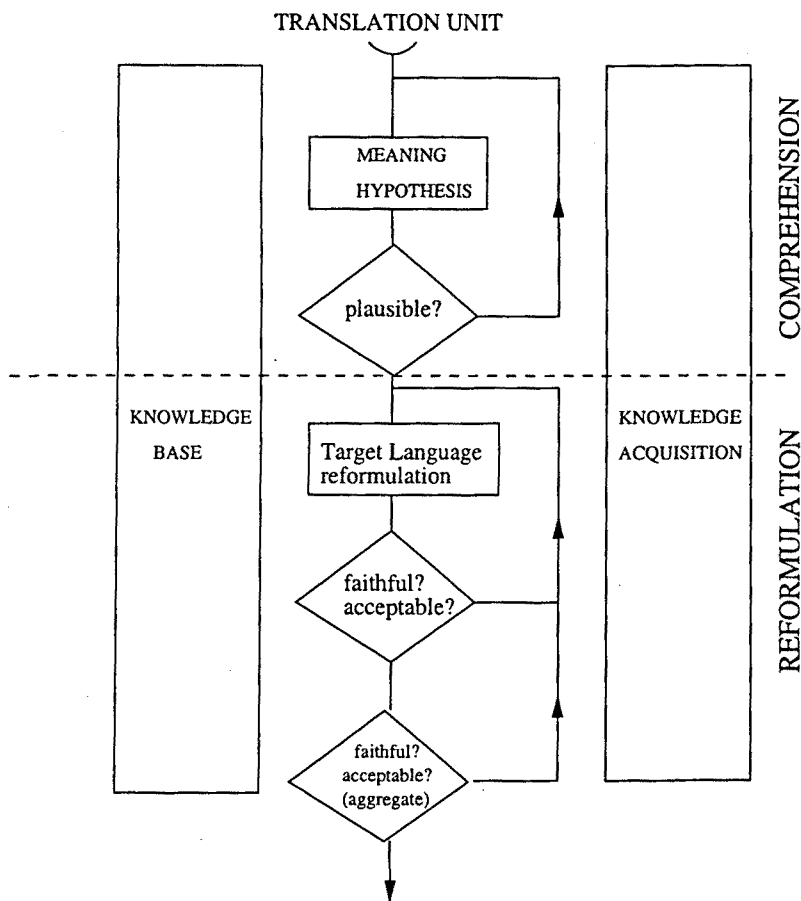 TRANSLATION UNIT
MEANING
HYPOTHESIS
plausible?
COMPREHENSION
KNOWLEDGE
BASE
Target Language
reformulation
KNOWLEDGE
ACQUISITION
faithful?
acceptable?
REFORMULATION
faithful?
acceptable?
(aggregate)